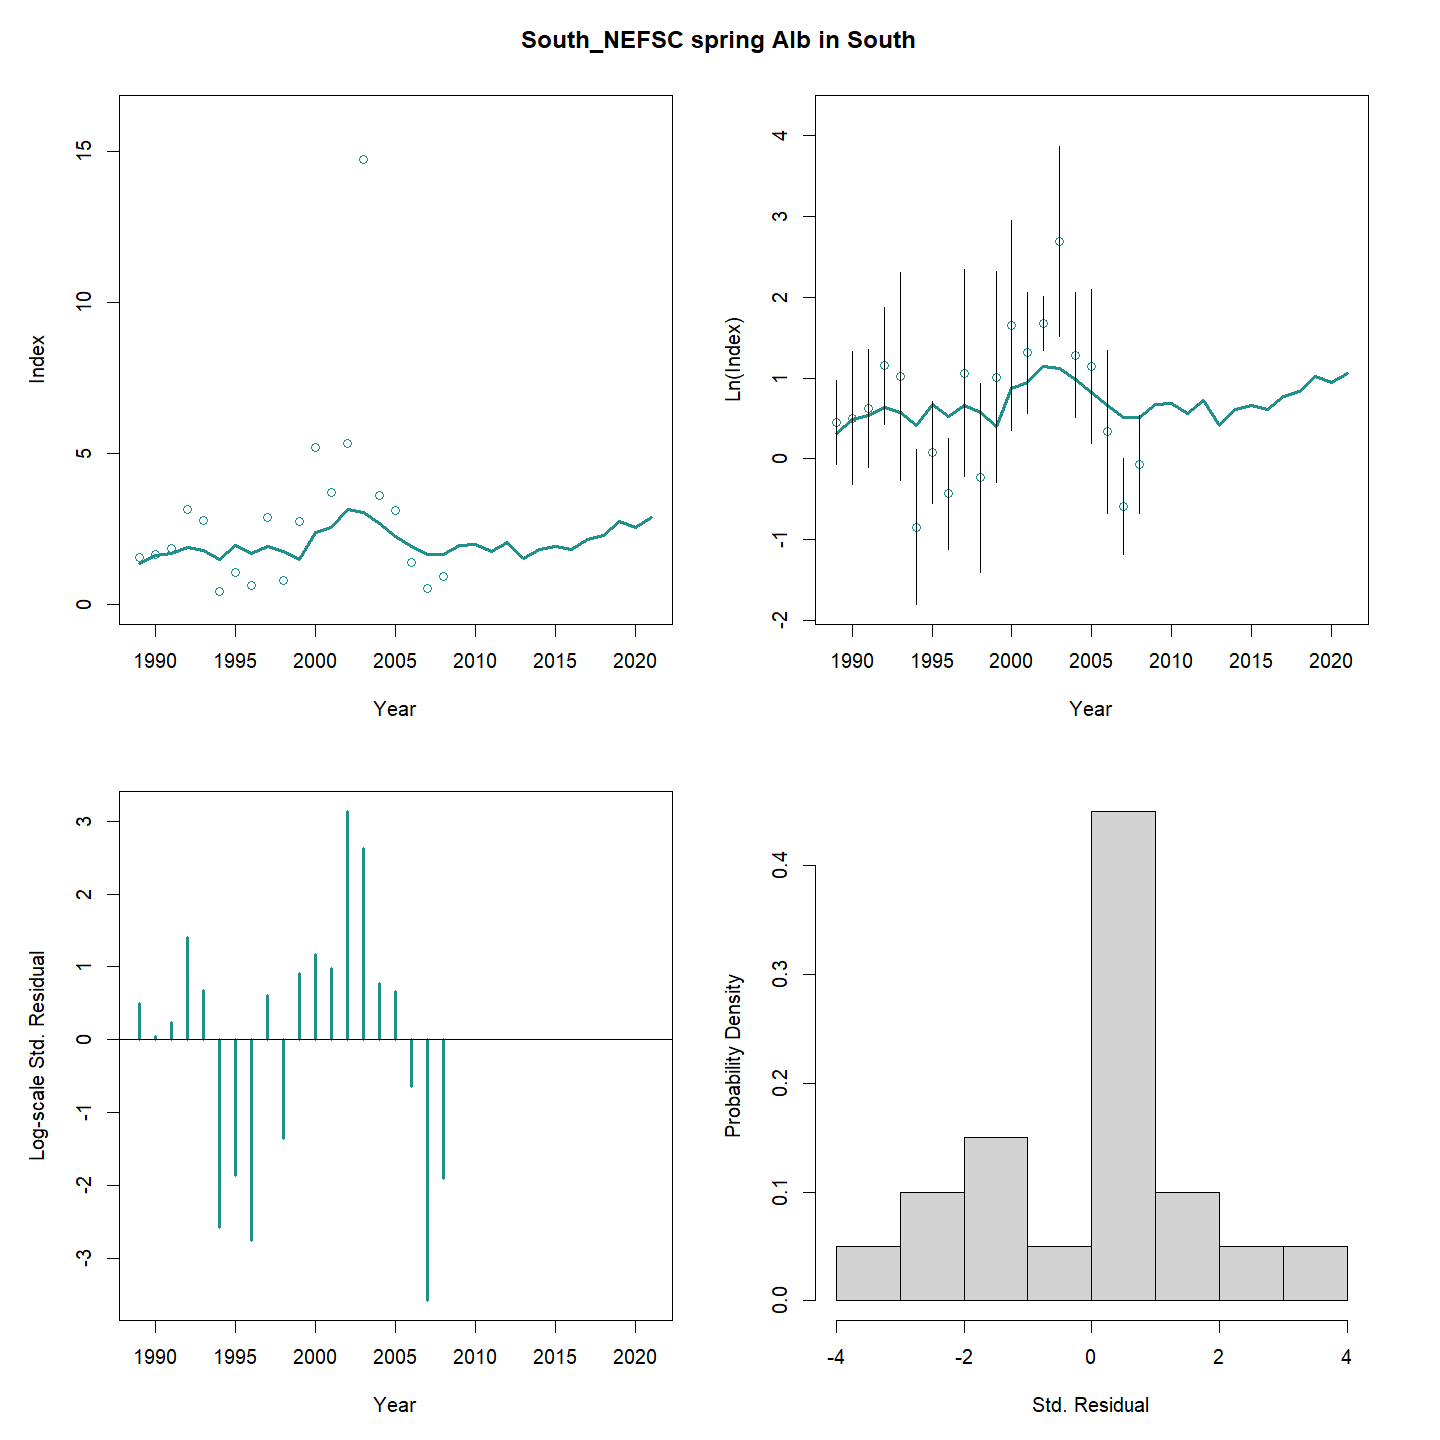 South_NEFSC spring Alb in South
Index
0
5
10
15
1990 1995 2000 2005 2010 2015 2020
Year
Ln(Index)
-2
-1
0
1
2
3
4
1990 1995 2000 2005 2010 2015 2020
Year
Log-scale Std. Residual
-3
-2
-1
0
1
2
3
1990 1995 2000 2005 2010 2015 2020
Year
Probability Density
0.0
0.1
0.2
0.3
0.4
-4 -2 0 2 4
Std. Residual